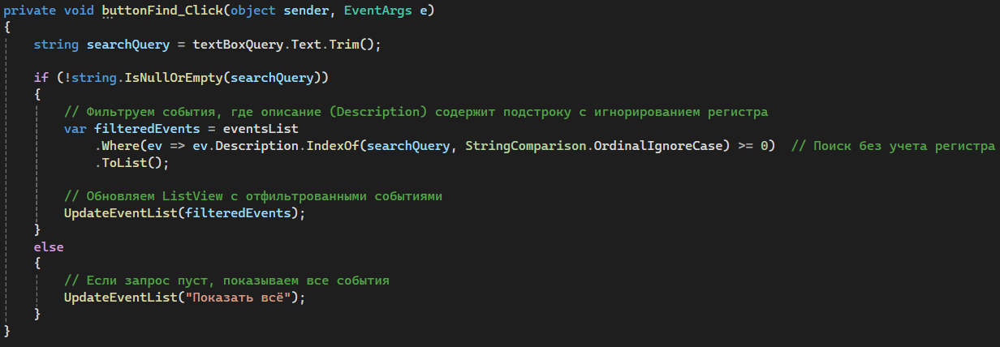 private void buttonFind_Click(object sender, EventArgs e)
{
    string searchQuery = textBoxQuery.Text.Trim();

    if (!string.IsNullOrEmpty(searchQuery))
    {
        // Фильтруем события, где описание (Description) содержит подстроку с игнорированием регистра
        var filteredEvents = eventsList
            .Where(ev => ev.Description.IndexOf(searchQuery, StringComparison.OrdinalIgnoreCase) >= 0)  // Поиск без учета регистра
            .ToList();

        // Обновляем ListView с отфильтрованными событиями
        UpdateEventList(filteredEvents);
    }
    else
    {
        // Если запрос пуст, показываем все события
        UpdateEventList("Показать всё");
    }
}